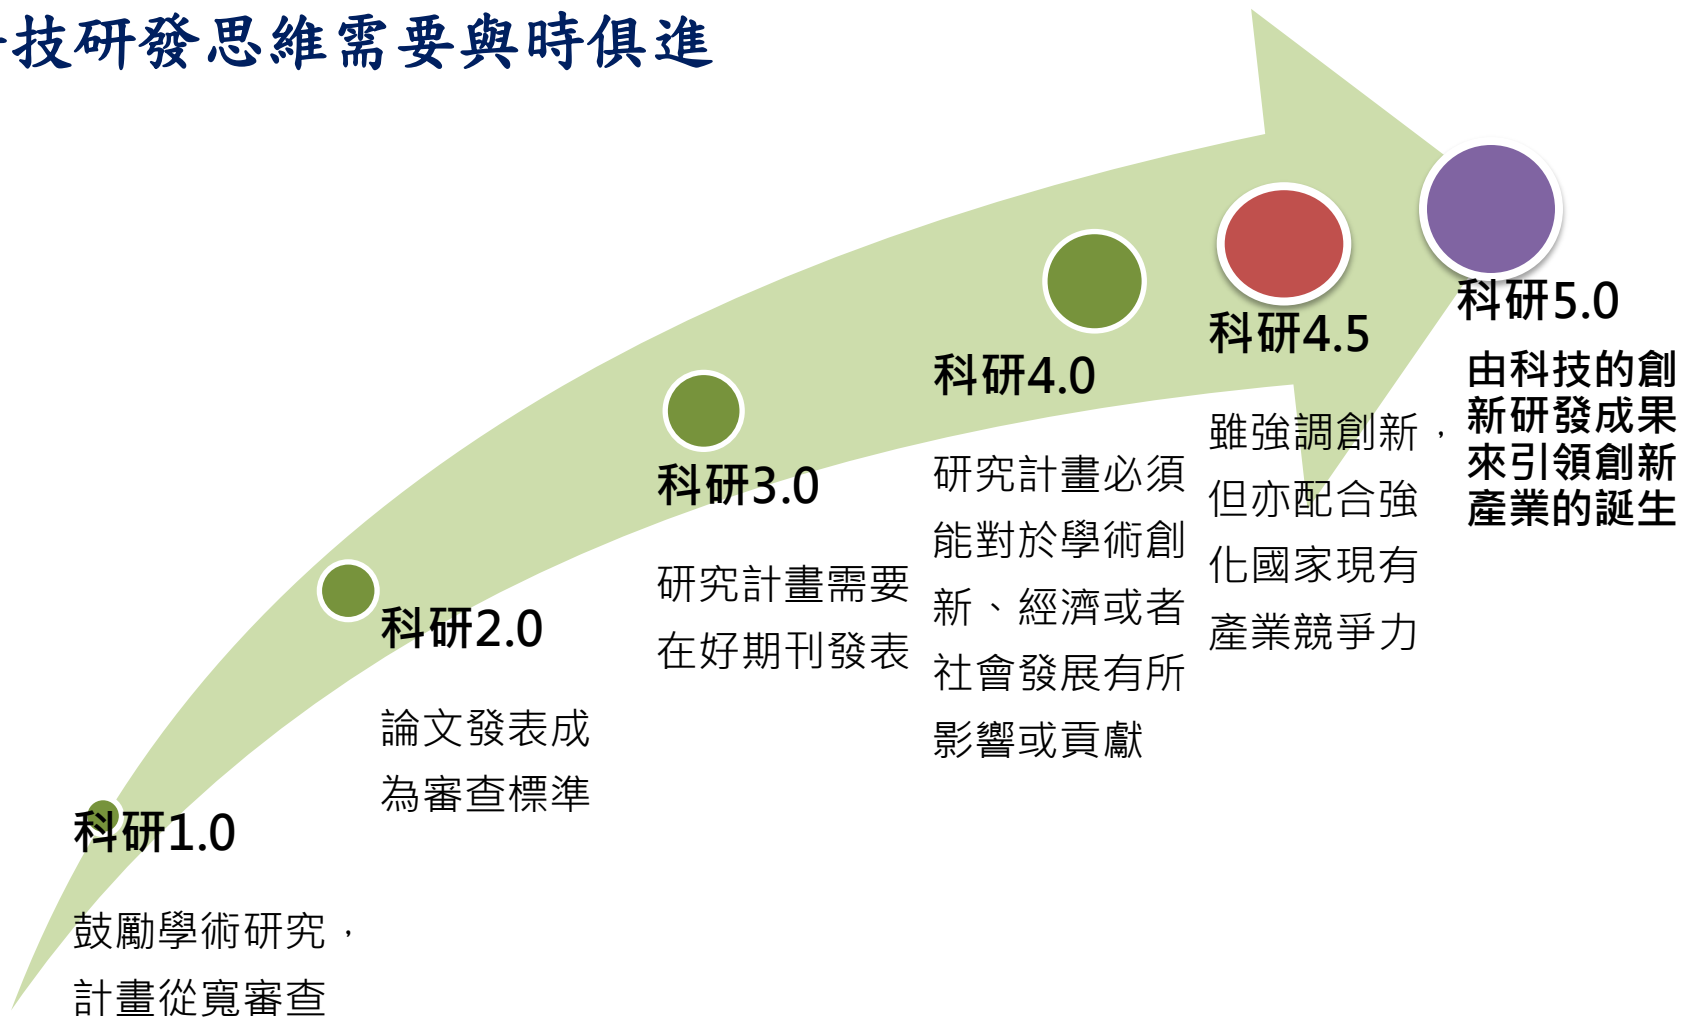 技研發思維需要與時俱進
科研1.0
鼓勵學術研究，
計畫從寬審查
科研2.0
論文發表成
為審查標準
科研3.0
研究計畫需要
在好期刊發表
科研4.0
研究計畫必須
能對於學術創
新、經濟或者
社會發展有所
影響或貢獻
科研4.5
雖強調創新，
但亦配合強
化國家現有
產業競爭力
科研5.0
由科技的創
新研發成果
來引領創新
產業的誕生